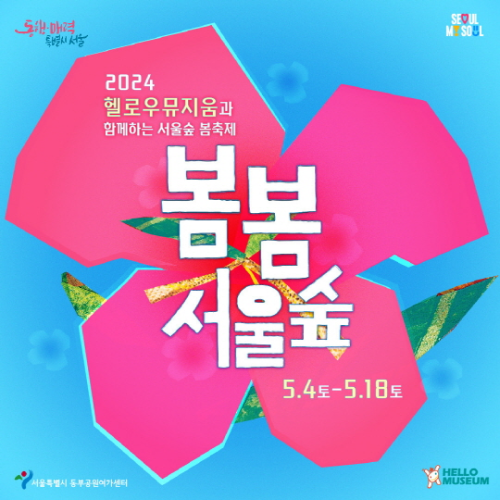 동행·매력
특별시 서울
SEOUL
MY SOUL
2024
헬로우뮤지움과
함께하는 서울숲 봄축제
봄봄
서울숲
5.4토-5.18토
서울특별시 동부공원여가센터
HELLO
MUSEUM